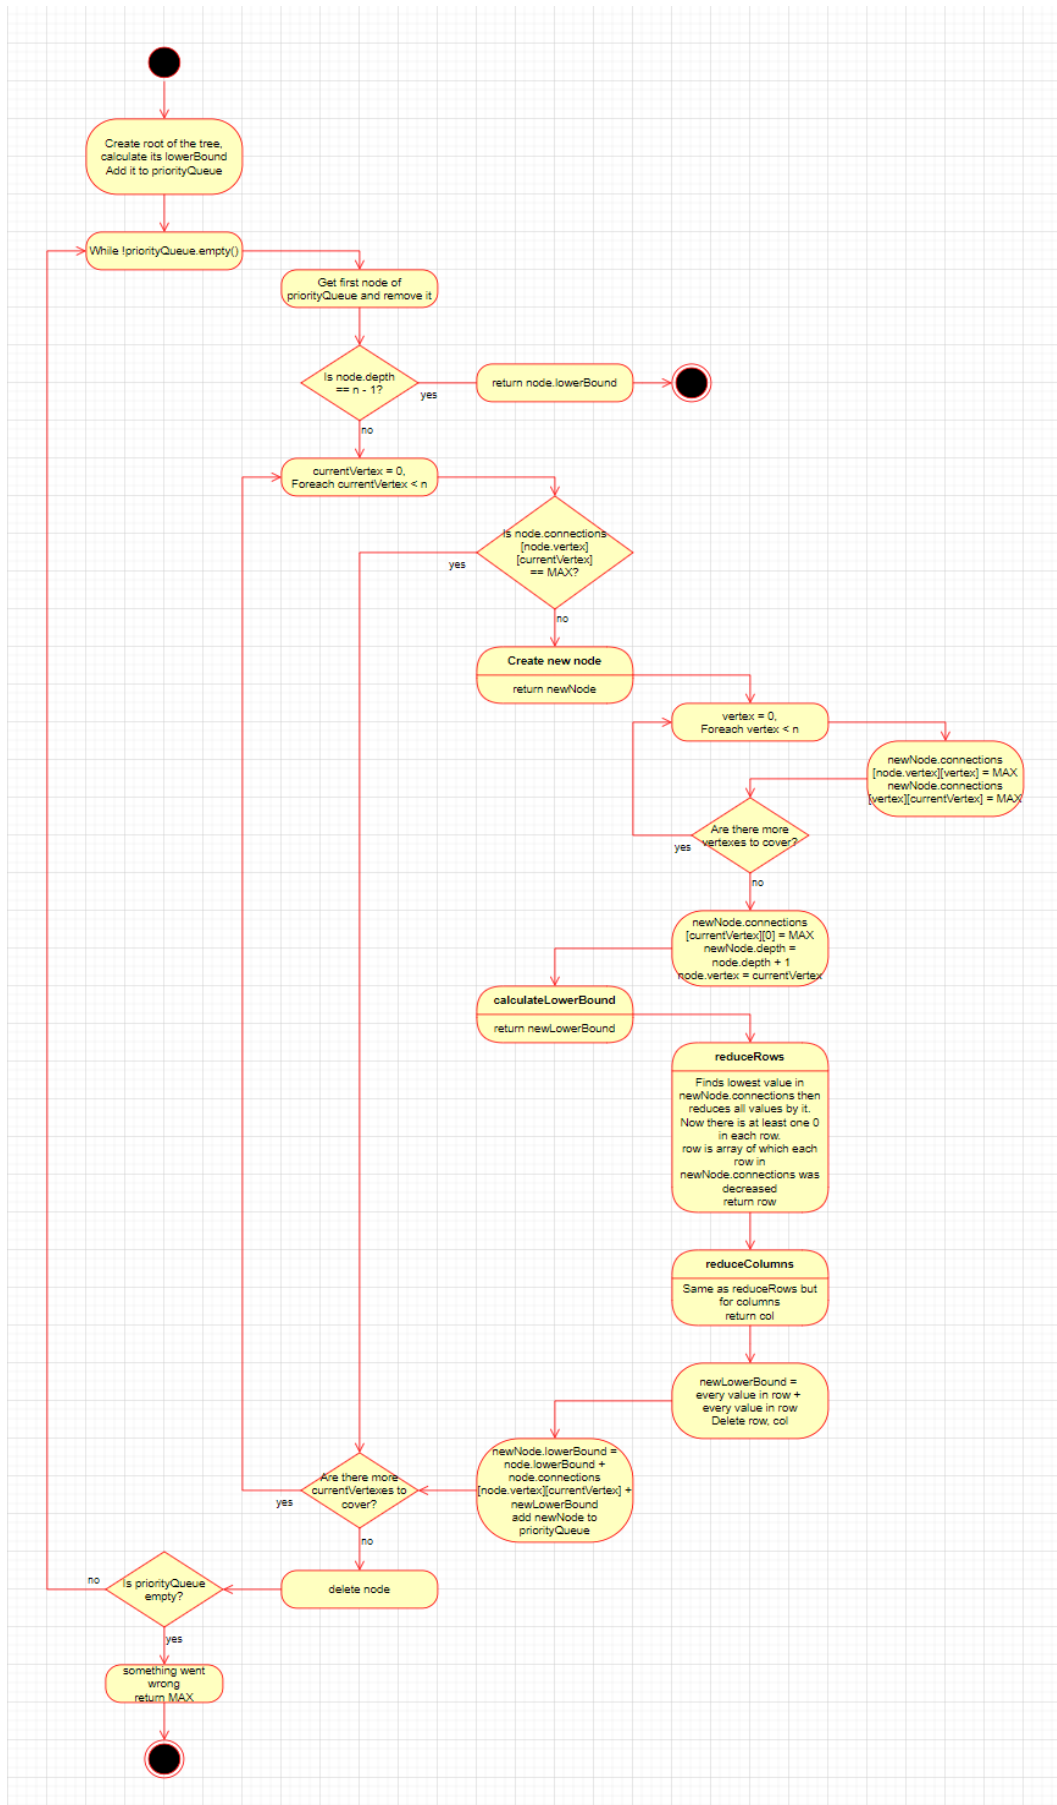 Create root of the tree,
calculate its lowerBound
Add it to priorityQueue
While !priorityQueue.empty()
Get first node of
priorityQueue and remove it
Is node.depth
== n - 1?
yes
return node.lowerBound
no
currentVertex = 0,
Foreach currentVertex < n
Is node.connections
[node.vertex]
[currentVertex]
== MAX?
yes
no
Create new node
return newNode
vertex = 0,
Foreach vertex < n
newNode.connections
[node.vertex][vertex] = MAX
newNode.connections
[vertex][currentVertex] = MAX
Are there more
vertexes to cover?
yes
no
newNode.connections
[currentVertex][0] = MAX
newNode.depth =
node.depth + 1
node.vertex = currentVertex
calculateLowerBound
return newLowerBound
reduceRows
Finds lowest value in
newNode.connections then
reduces all values by it.
Now there is at least one 0
in each row.
row is array of which each
row in
newNode.connections was
decreased
return row
reduceColumns
Same as reduceRows but
for columns
return col
newLowerBound =
every value in row +
every value in row
Delete row, col
newNode.lowerBound =
node.lowerBound +
node.connections
[node.vertex][currentVertex] +
newLowerBound
add newNode to
priorityQueue
Are there more
currentVertexes to
cover?
yes
no
delete node
Is priorityQueue
empty?
no
yes
something went
wrong
return MAX